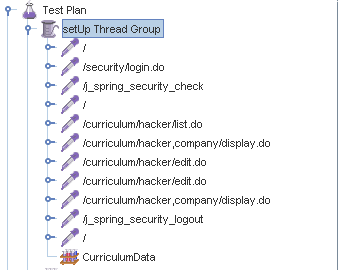 Test Plan
setUp Thread Group
/
/security/login.do
/j_spring_security_check
/
/curriculum/hacker/list.do
/curriculum/hacker,company/display.do
/curriculum/hacker/edit.do
/curriculum/hacker/edit.do
/curriculum/hacker,company/display.do
/j_spring_security_logout
/
CurriculumData